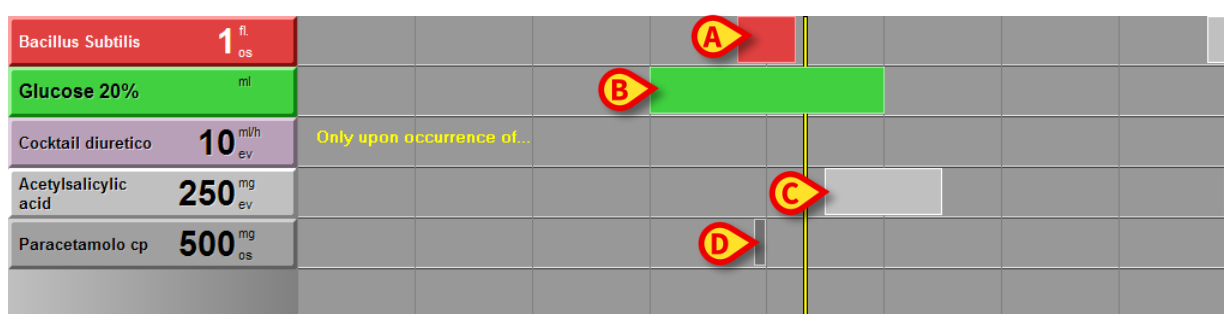 Bacillus Subtilis 1 fl. os
A
Glucose 20% ml
B
Cocktail diuretico 10 ml/h ev
Only upon occurrence of...
Acetylsalicylic
acid 250 mg ev
C
Paracetamolo cp 500 mg os
D